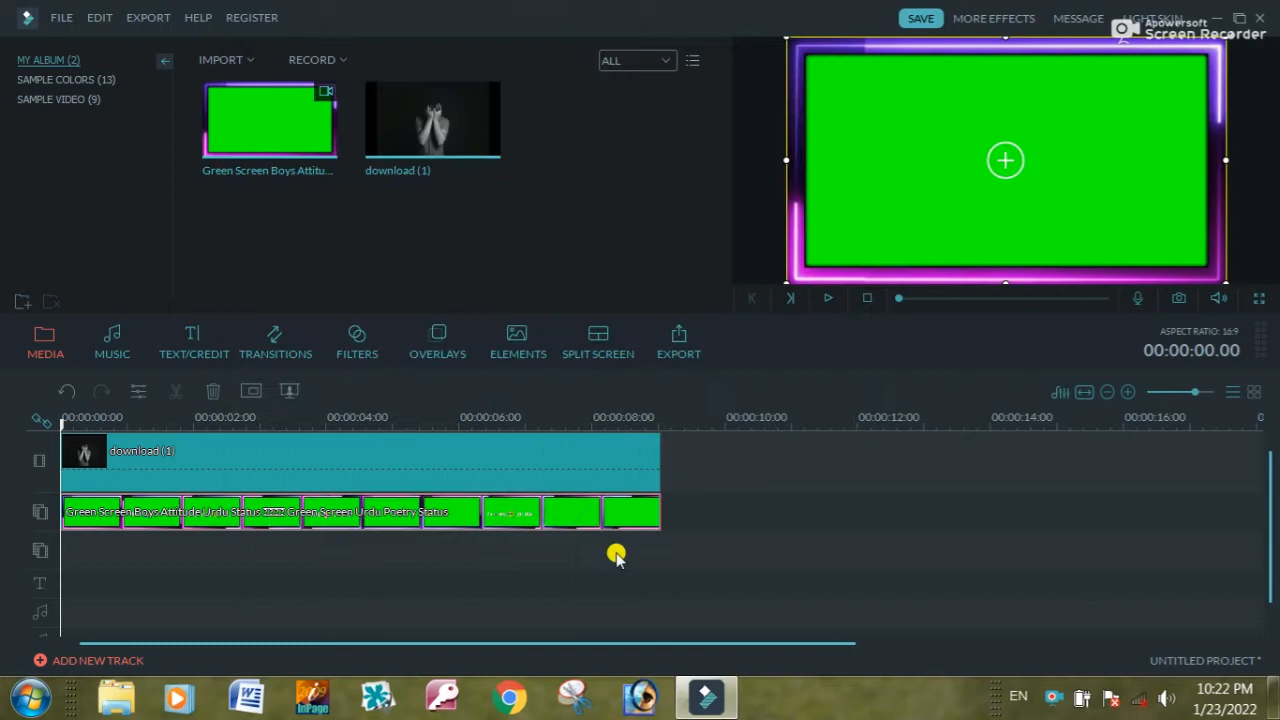 FILE EDIT EXPORT HELP REGISTER SAVE MORE EFFECTS MESSAGE LIGHT SKIN
Apowersoft
Screen Recorder
MY ALBUM (2) IMPORT RECORD ALL
SAMPLE COLORS (13)
SAMPLE VIDEO (9)
Green Screen Boys Attitu... download (1)
MEDIA MUSIC TEXT/CREDIT TRANSITIONS FILTERS OVERLAYS ELEMENTS SPLIT SCREEN EXPORT
ASPECT RATIO: 16:9
00:00:00.00
00:00:00:00 00:00:02:00 00:00:04:00 00:00:06:00 00:00:08:00 00:00:10:00 00:00:12:00 00:00:14:00 00:00:16:00 0
download (1)
Green Screen Boys Attitude Urdu Status Green Screen Urdu Poetry Status
T
ADD NEW TRACK UNTITLED PROJECT *
2009
InPage
EN 10:22 PM
1/23/2022